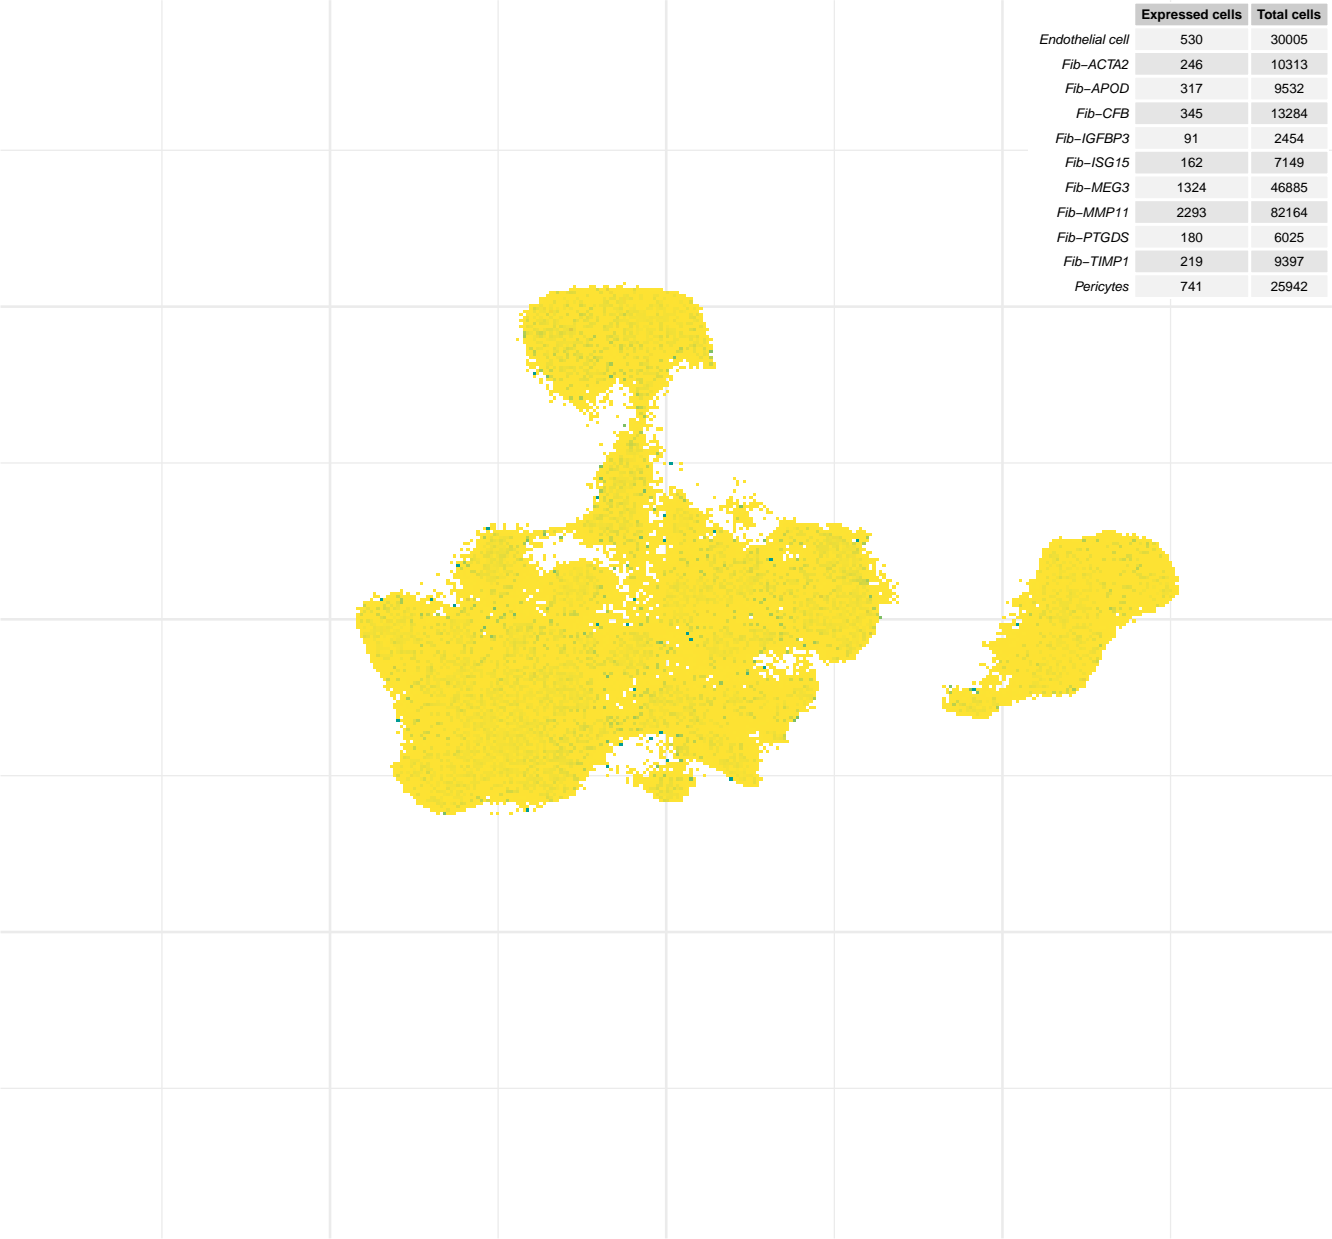 Expressed cells Total cells
Endothelial cell 530 30005
Fib−ACTA2 246 10313
Fib−APOD 317 9532
Fib−CFB 345 13284
Fib−IGFBP3 91 2454
Fib−ISG15 162 7149
Fib−MEG3 1324 46885
Fib−MMP11 2293 82164
Fib−PTGDS 180 6025
Fib−TIMP1 219 9397
Pericytes 741 25942